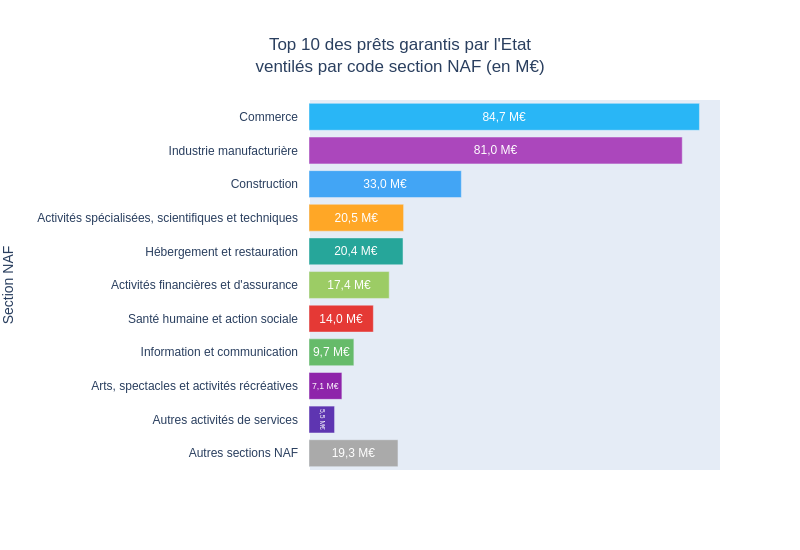 Top 10 des prêts garantis par l'Etat
ventilés par code section NAF (en M€)
Section NAF
Commerce 84,7 M€
Industrie manufacturière 81,0 M€
Construction 33,0 M€
Activités spécialisées, scientifiques et techniques 20,5 M€
Hébergement et restauration 20,4 M€
Activités financières et d'assurance 17,4 M€
Santé humaine et action sociale 14,0 M€
Information et communication 9,7 M€
Arts, spectacles et activités récréatives 7,1 M€
Autres activités de services 5,5 M€
Autres sections NAF 19,3 M€